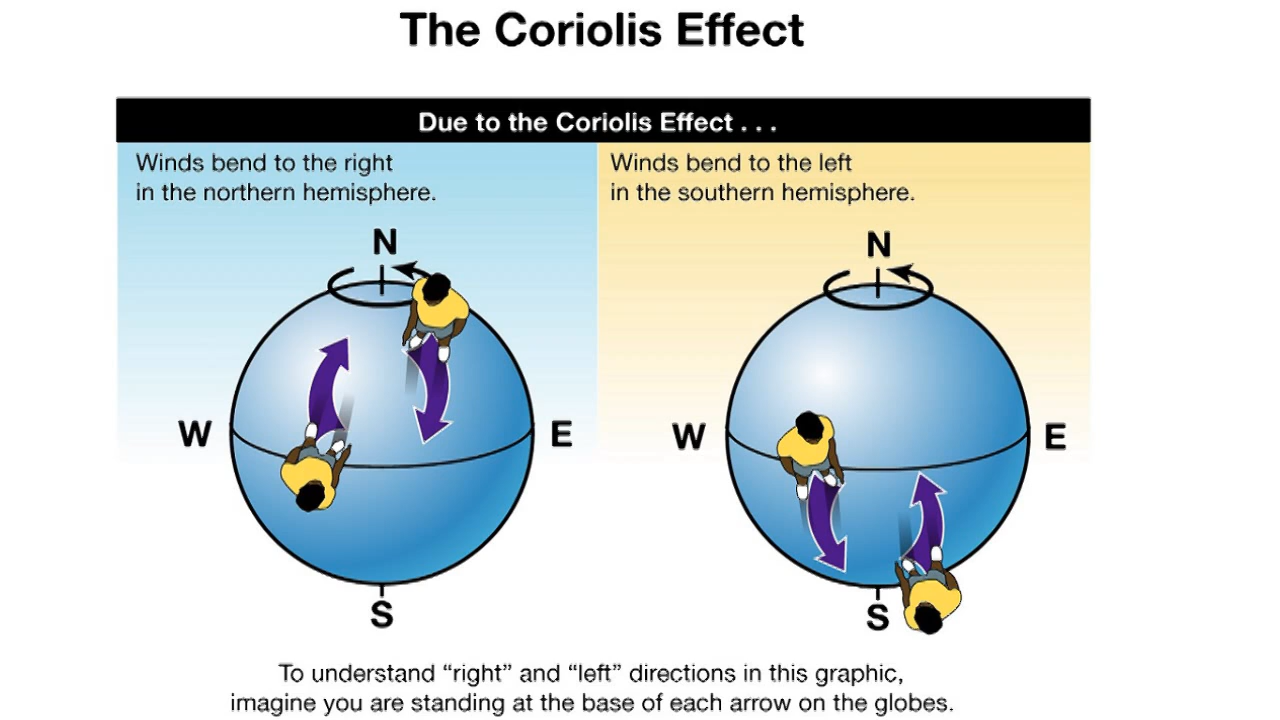 The Coriolis Effect
Due to the Coriolis Effect . . .
Winds bend to the right
in the northern hemisphere.
N
W
E
S
Winds bend to the left
in the southern hemisphere.
N
W
E
S
To understand “right” and “left” directions in this graphic,
imagine you are standing at the base of each arrow on the globes.